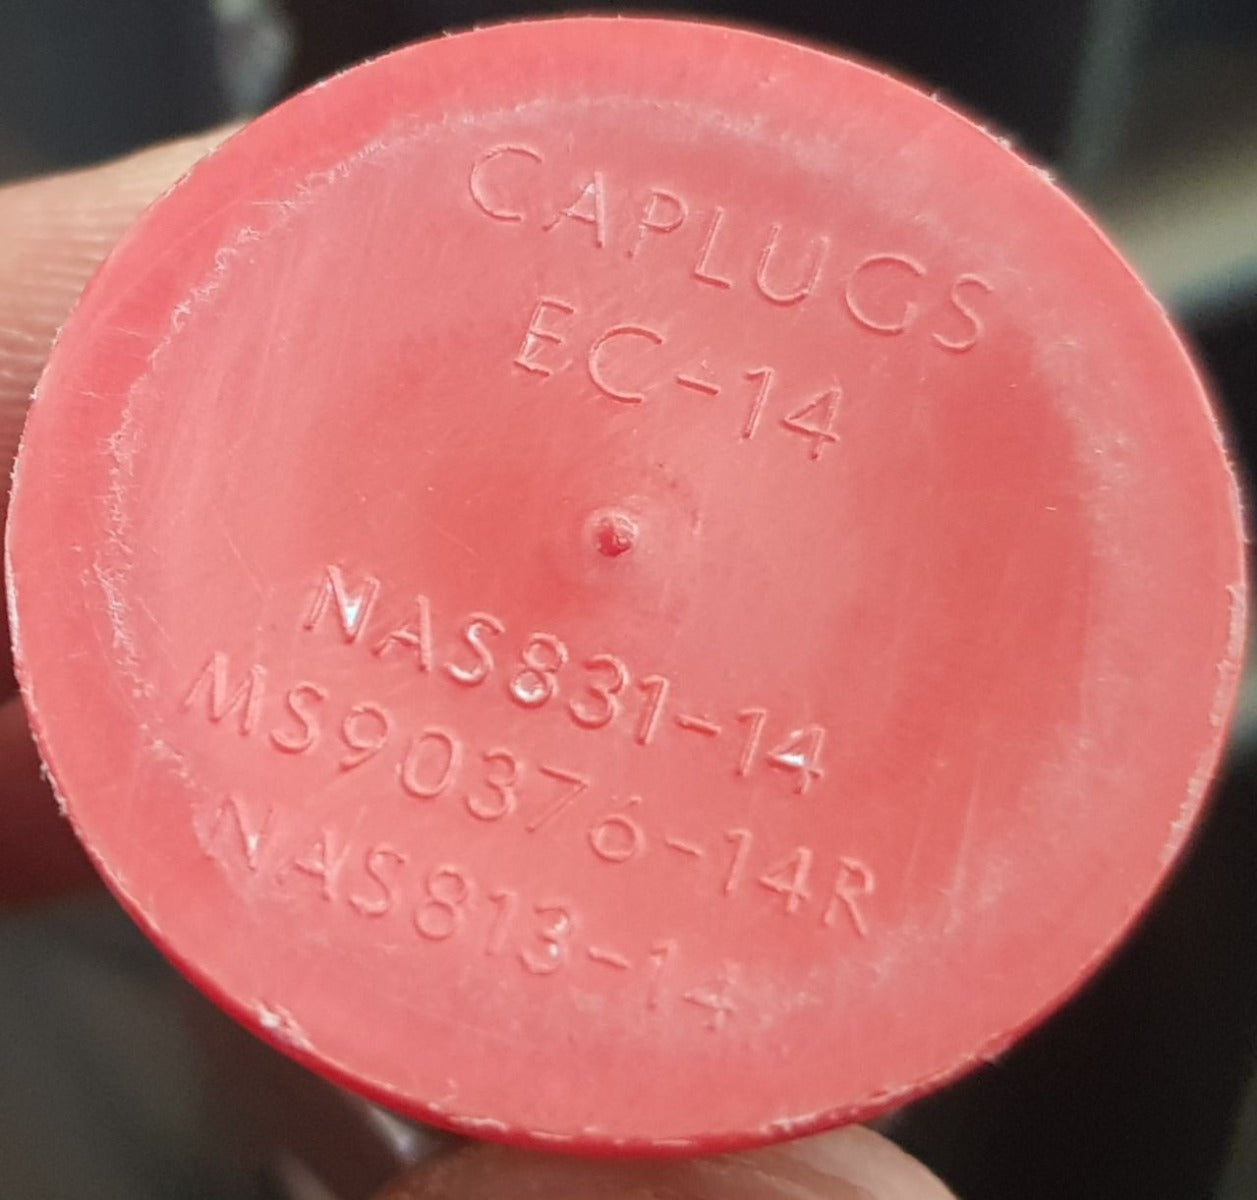 CAPLUGS
EC-14
NAS831-14
MS90376-14R
NAS813-14